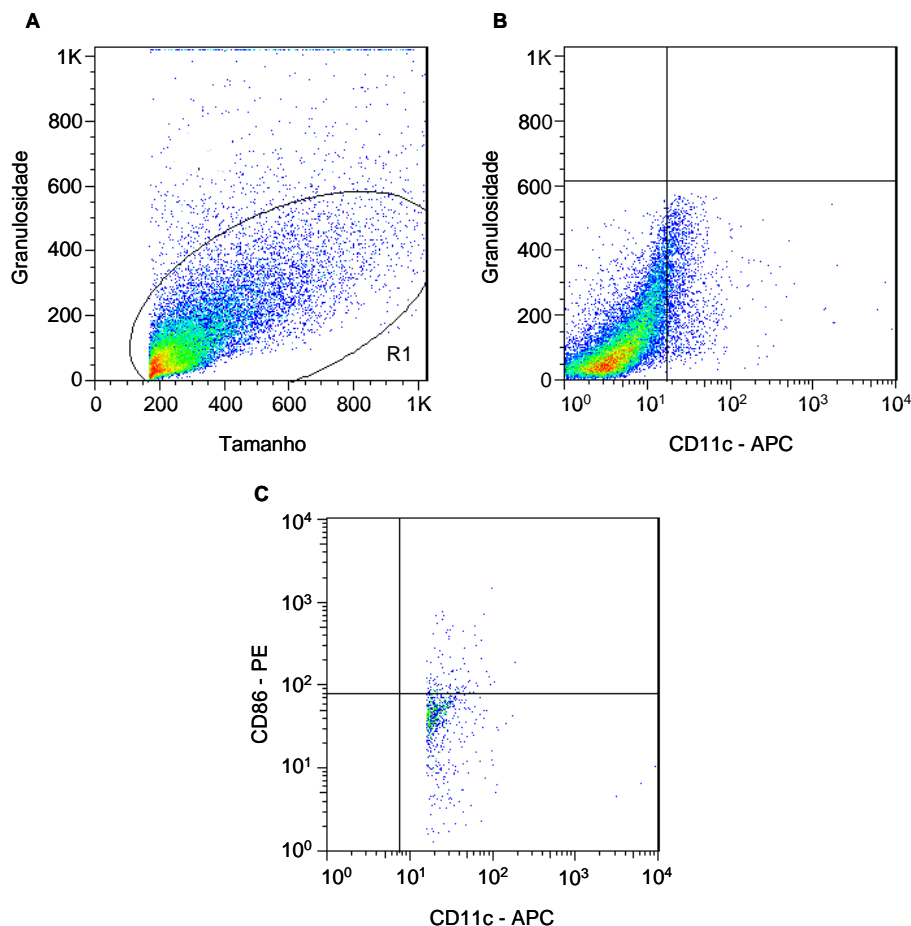 A
B
1K
800
600
400
200
0
Granulosidade
R1
0 200 400 600 800 1K
Tamanho
1K
800
600
400
200
0
Granulosidade
10⁰ 10¹ 10² 10³ 10⁴
CD11c - APC
C
10⁴
10³
10²
10¹
10⁰
CD86 - PE
10⁰ 10¹ 10² 10³ 10⁴
CD11c - APC